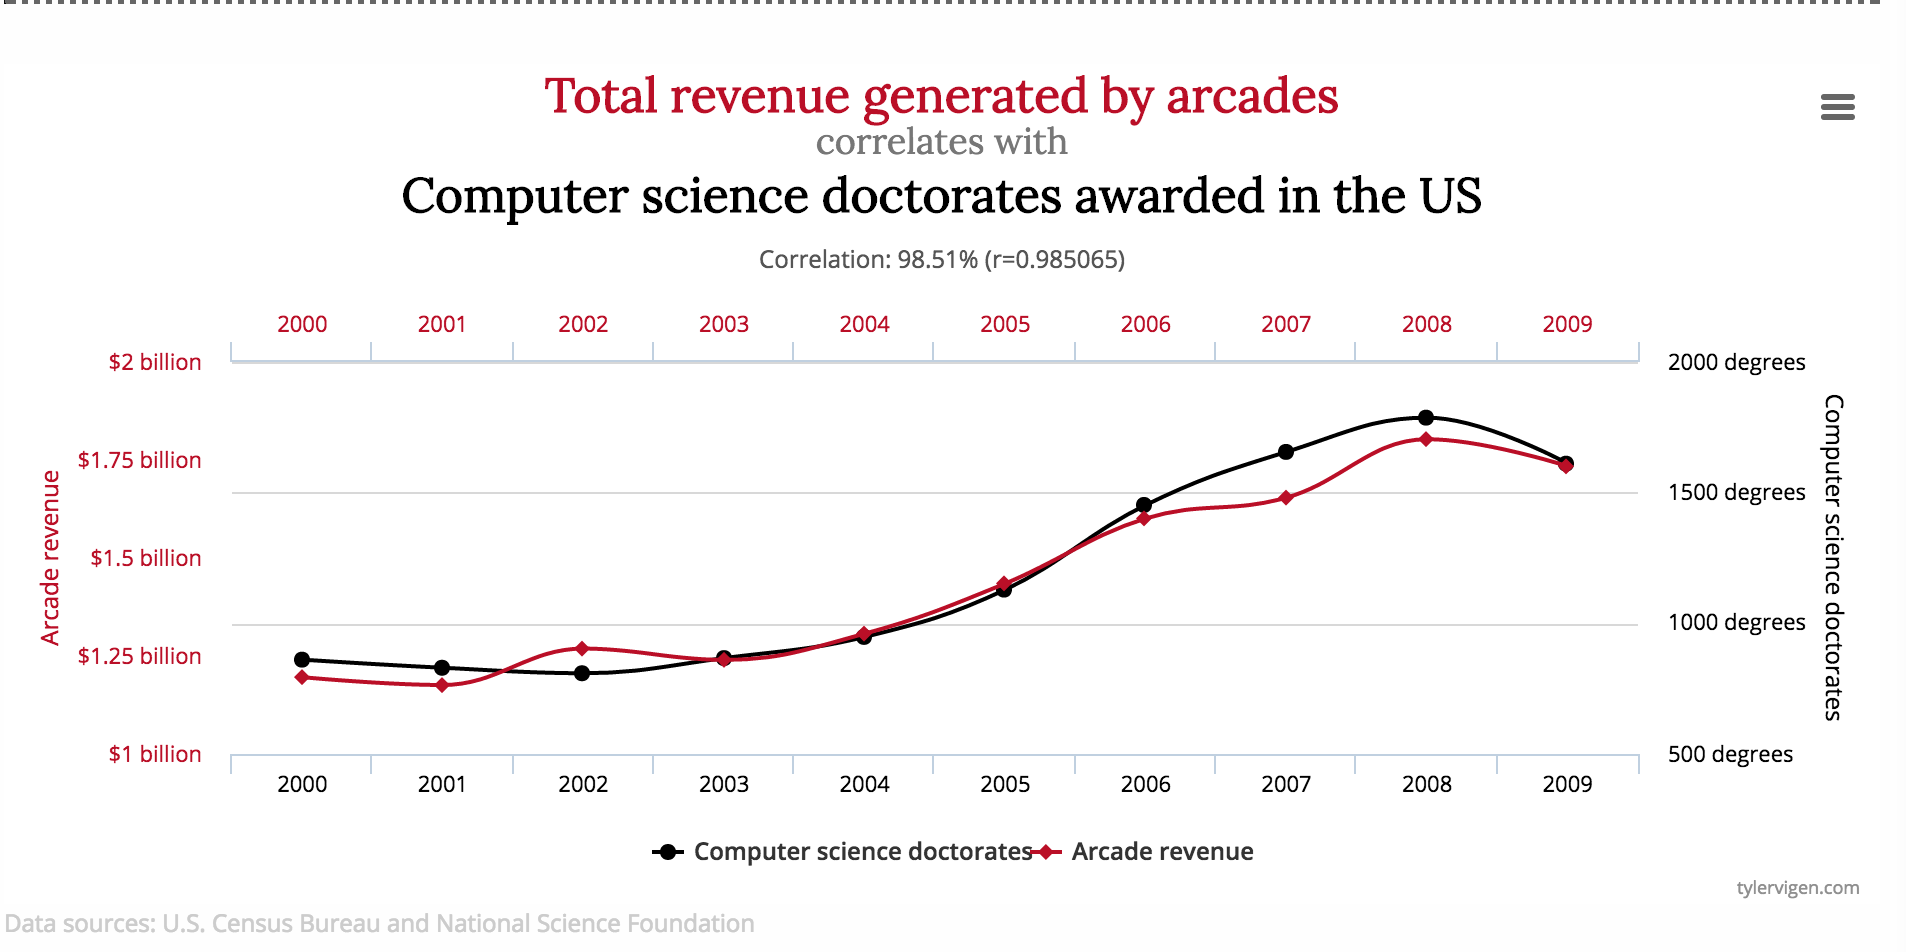 Total revenue generated by arcades
correlates with
Computer science doctorates awarded in the US
Correlation: 98.51% (r=0.985065)
2000 2001 2002 2003 2004 2005 2006 2007 2008 2009
$2 billion
$1.75 billion
$1.5 billion
$1.25 billion
$1 billion
Arcade revenue
2000 degrees
1500 degrees
1000 degrees
500 degrees
Computer science doctorates
2000 2001 2002 2003 2004 2005 2006 2007 2008 2009
Computer science doctorates Arcade revenue
tylervigen.com
Data sources: U.S. Census Bureau and National Science Foundation